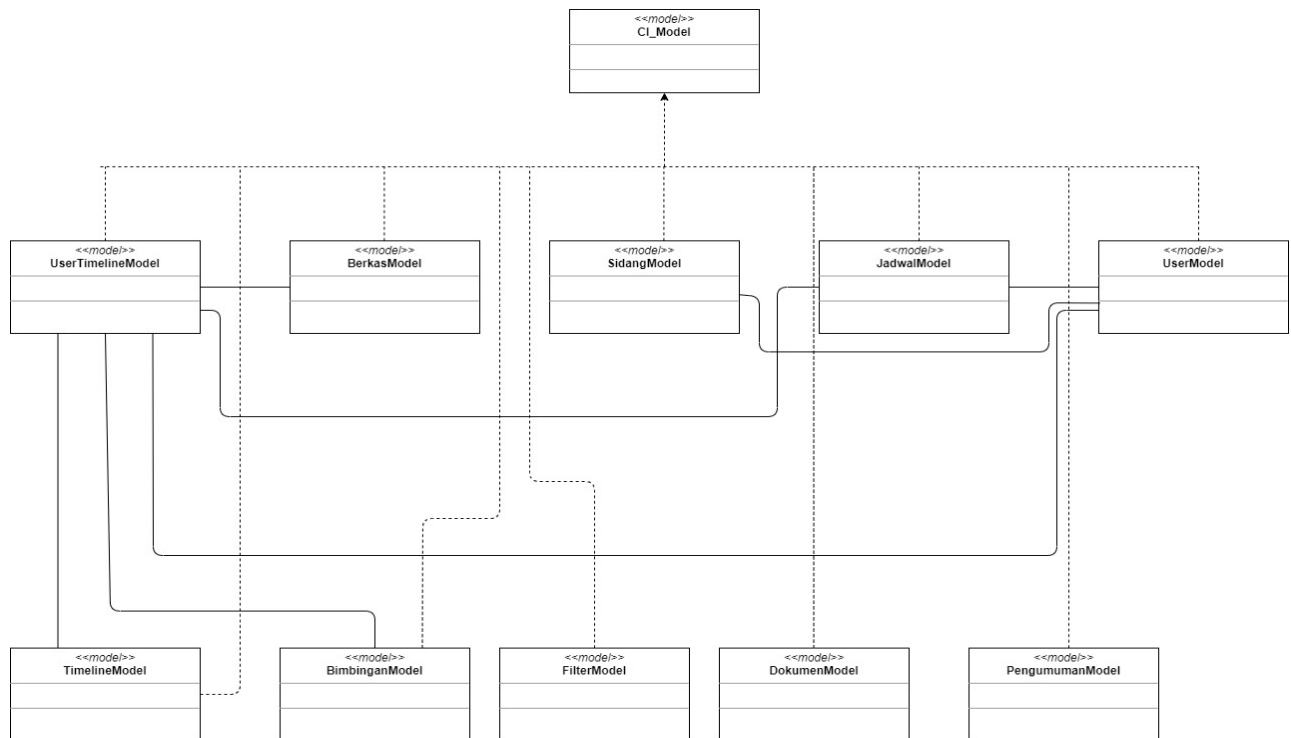 <<model>>
CI_Model
<<model>>
UserTimelineModel
<<model>>
BerkasModel
<<model>>
SidangModel
<<model>>
JadwalModel
<<model>>
UserModel
<<model>>
TimelineModel
<<model>>
BimbinganModel
<<model>>
FilterModel
<<model>>
DokumenModel
<<model>>
PengumumanModel